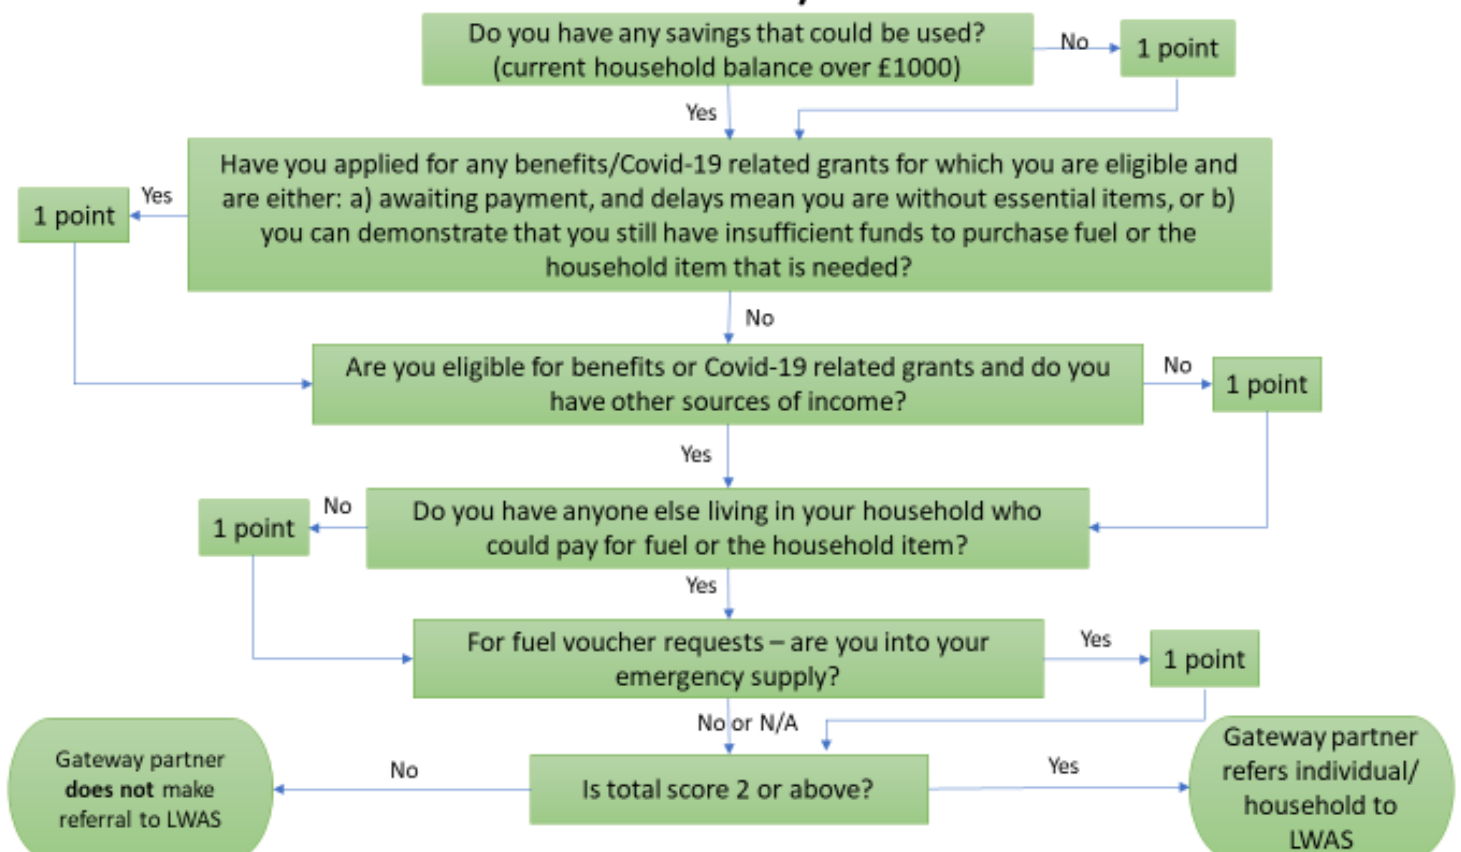 Do you have any savings that could be used?
(current household balance over £1000)
No
1 point
Yes
Have you applied for any benefits/Covid-19 related grants for which you are eligible and
are either: a) awaiting payment, and delays mean you are without essential items, or b)
you can demonstrate that you still have insufficient funds to purchase fuel or the
household item that is needed?
Yes
1 point
No
Are you eligible for benefits or Covid-19 related grants and do you
have other sources of income?
No
1 point
Yes
Do you have anyone else living in your household who
could pay for fuel or the household item?
No
1 point
Yes
For fuel voucher requests – are you into your
emergency supply?
Yes
1 point
No or N/A
Is total score 2 or above?
No
Gateway partner
does not make
referral to LWAS
Yes
Gateway partner
refers individual/
household to
LWAS